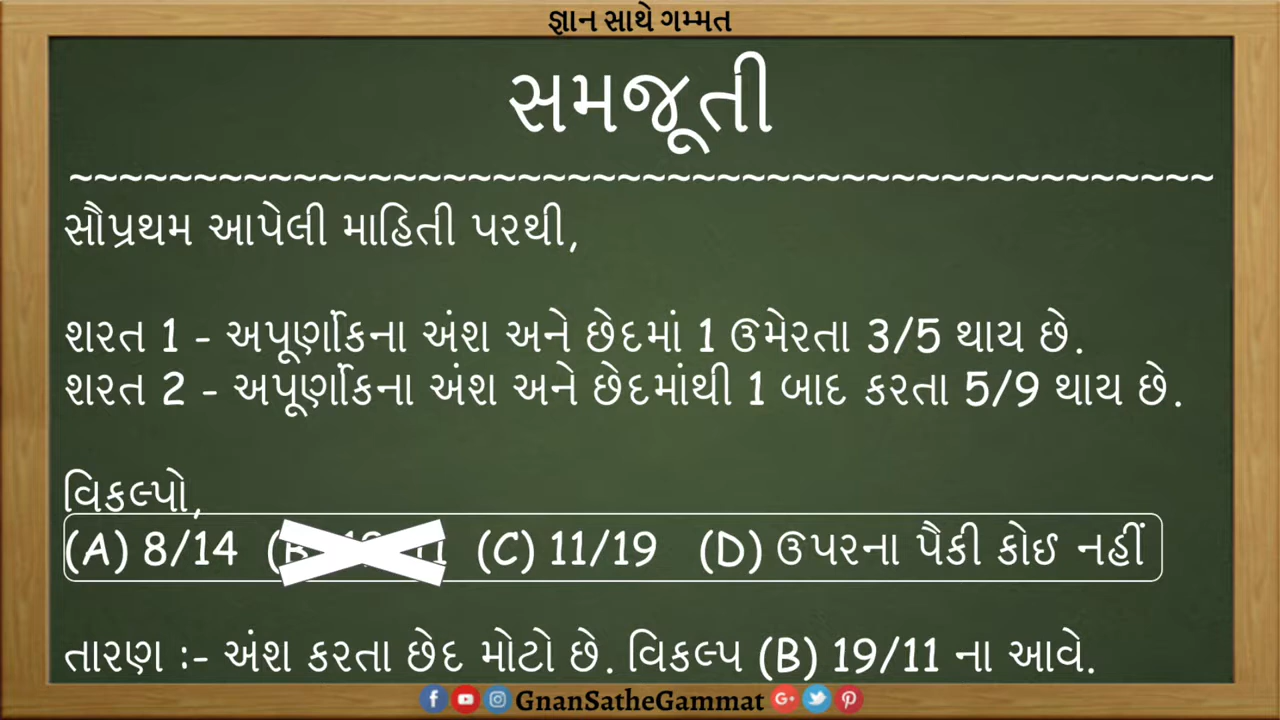 જ્ઞાન સાથે ગમ્મત
સમજૂતી
~~~~~~~~~~~~~~~~~~~~~~~~~~~~~~~~~~~~~~~~~~~~~~
સૌપ્રથમ આપેલી માહિતી પરથી,
શરત 1 - અપૂર્ણાંકના અંશ અને છેદમાં 1 ઉમેરતા 3/5 થાય છે.
શરત 2 - અપૂર્ણાંકના અંશ અને છેદમાંથી 1 બાદ કરતા 5/9 થાય છે.
વિકલ્પો,
(A) 8/14 (C) 11/19 (D) ઉપરના પૈકી કોઈ નહીં
તારણ :- અંશ કરતા છેદ મોટો છે. વિકલ્પ (B) 19/11 ના આવે.
GnanSatheGammat